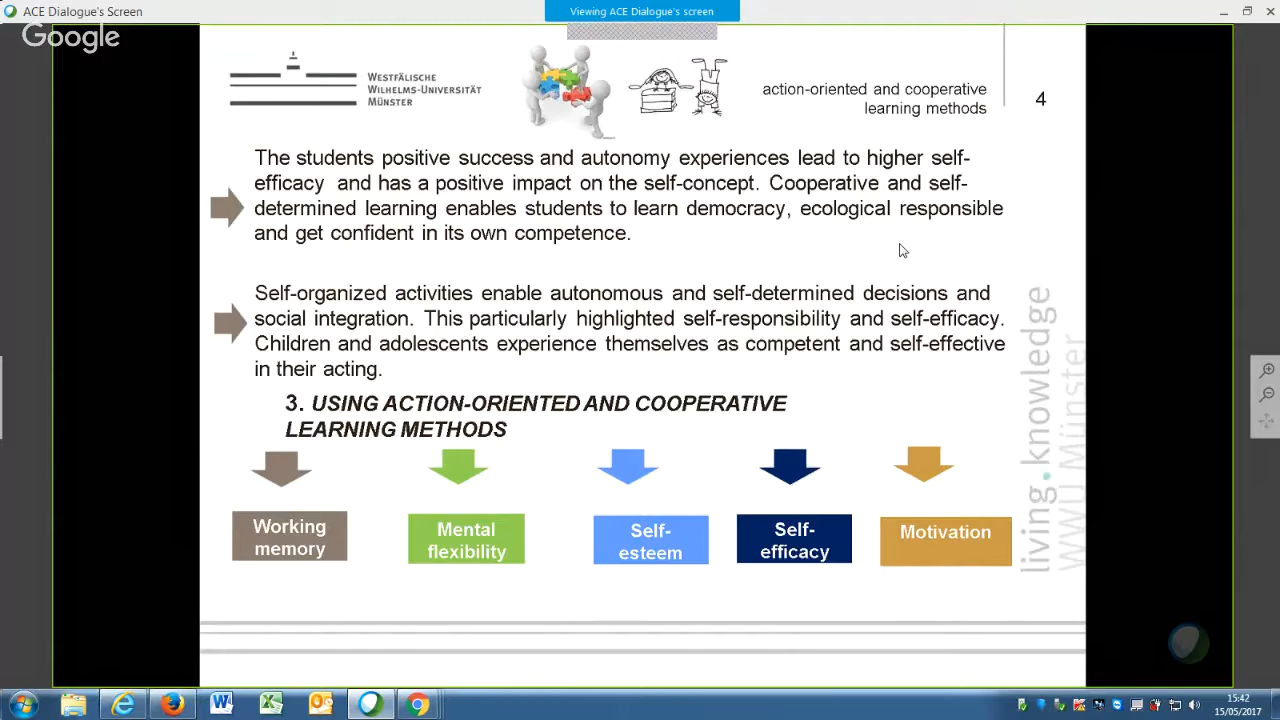 ACE Dialogue's Screen
Viewing ACE Dialogue's screen
Google
WESTFÄLISCHE
WILHELMS-UNIVERSITÄT
MÜNSTER
action-oriented and cooperative
learning methods
4
The students positive success and autonomy experiences lead to higher self-
efficacy and has a positive impact on the self-concept. Cooperative and self-
determined learning enables students to learn democracy, ecological responsible
and get confident in its own competence.
Self-organized activities enable autonomous and self-determined decisions and
social integration. This particularly highlighted self-responsibility and self-efficacy.
Children and adolescents experience themselves as competent and self-effective
in their acting.
3. USING ACTION-ORIENTED AND COOPERATIVE
LEARNING METHODS
Working
memory
Mental
flexibility
Self-
esteem
Self-
efficacy
Motivation
living.knowledge
WWU Münster
15:42
15/05/2017